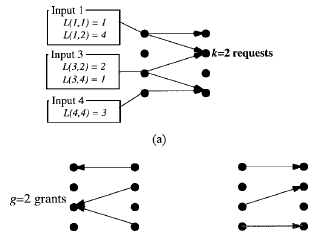 Input 1
L(1,1) = 1
L(1,2) = 4
Input 3
L(3,2) = 2
L(3,4) = 1
Input 4
L(4,4) = 3
k=2 requests
(a)
g=2 grants